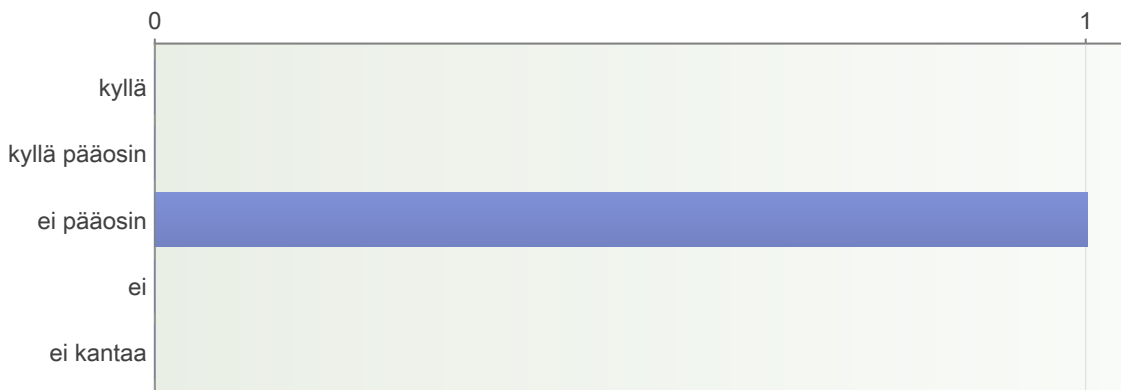 0 1
kyllä
kyllä pääosin
ei pääosin
ei
ei kantaa